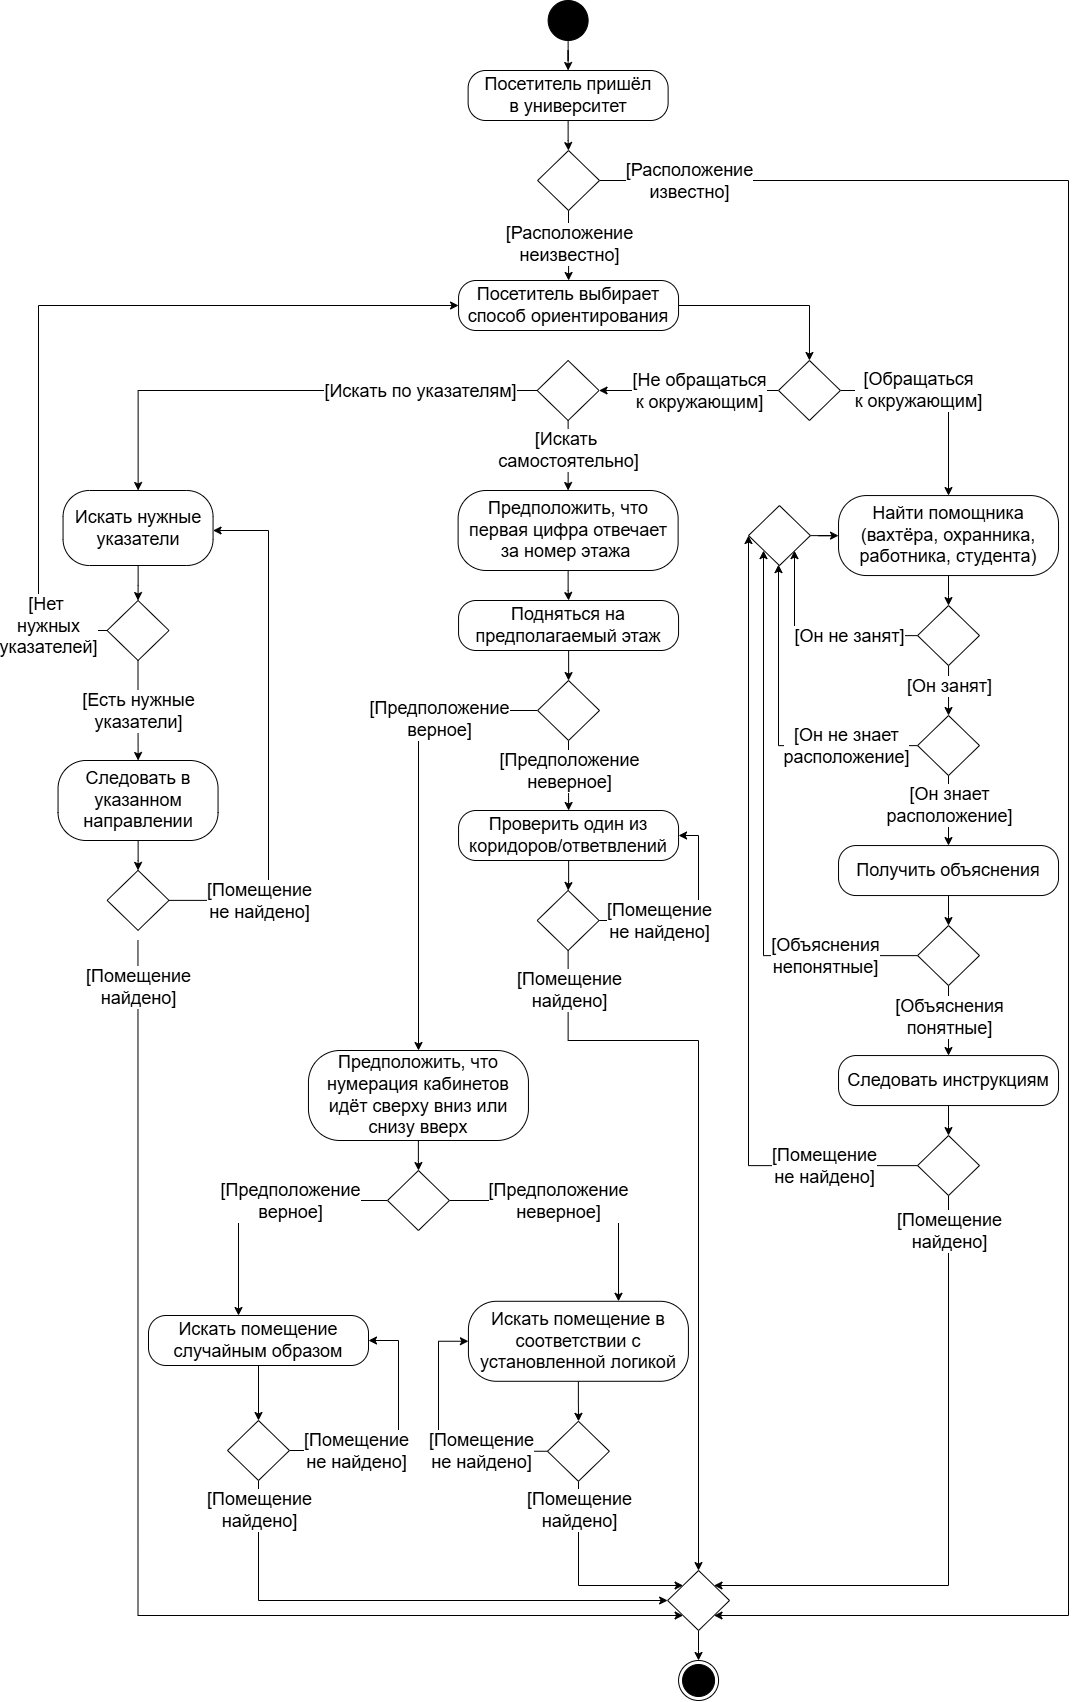 Посетитель пришёл
в университет
[Расположение
известно]
[Расположение
неизвестно]
Посетитель выбирает
способ ориентирования
[Искать по указателям]
[Не обращаться
к окружающим]
[Обращаться
к окружающим]
[Искать
самостоятельно]
Искать нужные
указатели
Предположить, что
первая цифра отвечает
за номер этажа
Найти помощника
(вахтёра, охранника,
работника, студента)
[Нет
нужных
указателей]
Подняться на
предполагаемый этаж
[Он не занят]
[Он занят]
[Есть нужные
указатели]
[Предположение
верное]
[Он не знает
расположение]
[Предположение
неверное]
Следовать в
указанном
направлении
[Он знает
расположение]
Проверить один из
коридоров/ответвлений
Получить объяснения
[Помещение
не найдено]
[Помещение
не найдено]
[Объяснения
непонятные]
[Помещение
найдено]
[Помещение
найдено]
[Объяснения
понятные]
Предположить, что
нумерация кабинетов
идёт сверху вниз или
снизу вверх
Следовать инструкциям
[Помещение
не найдено]
[Предположение
верное]
[Предположение
неверное]
[Помещение
найдено]
Искать помещение
случайным образом
Искать помещение в
соответствии с
установленной логикой
[Помещение
не найдено]
[Помещение
не найдено]
[Помещение
найдено]
[Помещение
найдено]